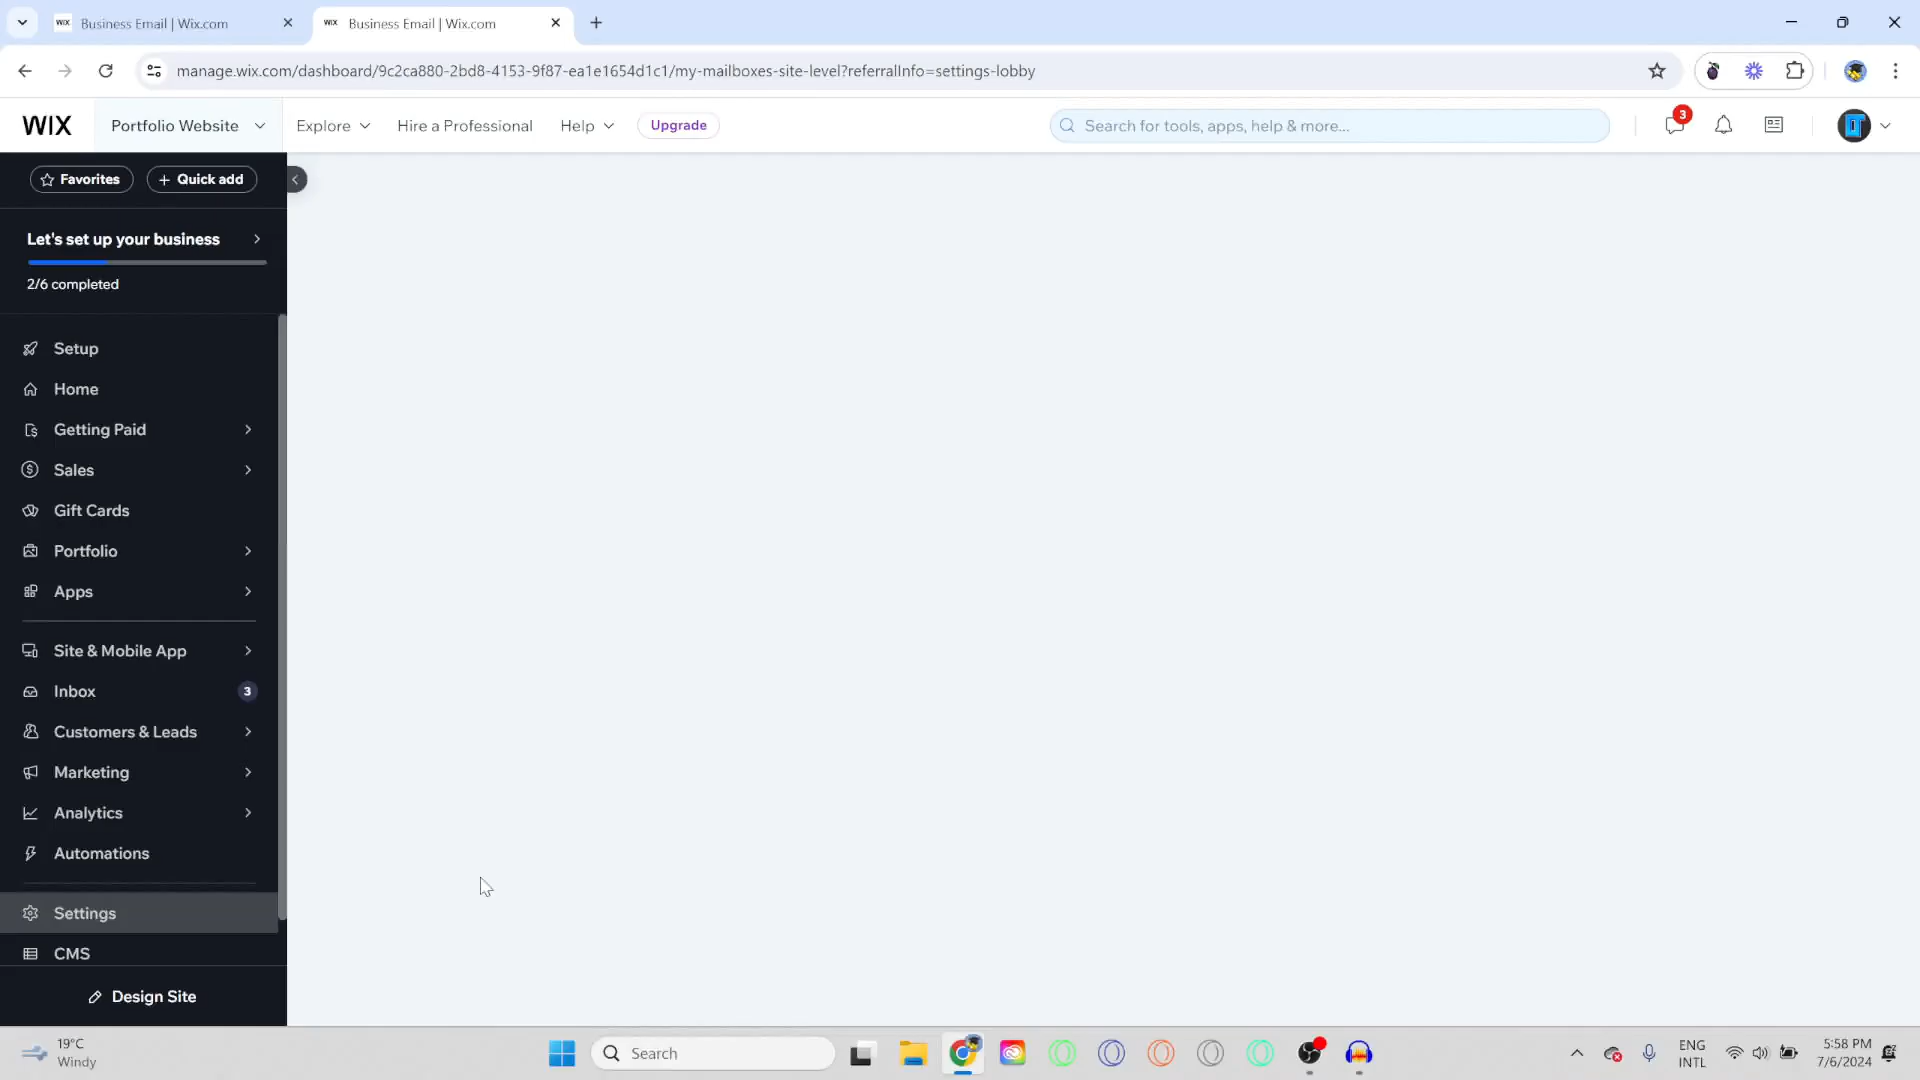 WIX Business Email | Wix.com
WIX Business Email | Wix.com
manage.wix.com/dashboard/9c2ca880-2bd8-4153-9f87-ea1e1654d1c1/my-mailboxes-site-level?referralInfo=settings-lobby
WIX Portfolio Website Explore Hire a Professional Help Upgrade Search for tools, apps, help & more... 3
Favorites + Quick add
Let's set up your business
2/6 completed
Setup
Home
Getting Paid
Sales
Gift Cards
Portfolio
Apps
Site & Mobile App
Inbox 3
Customers & Leads
Marketing
Analytics
Automations
Settings
CMS
Design Site
19°C
Windy
Search
ENG
INTL
5:58 PM
7/6/2024